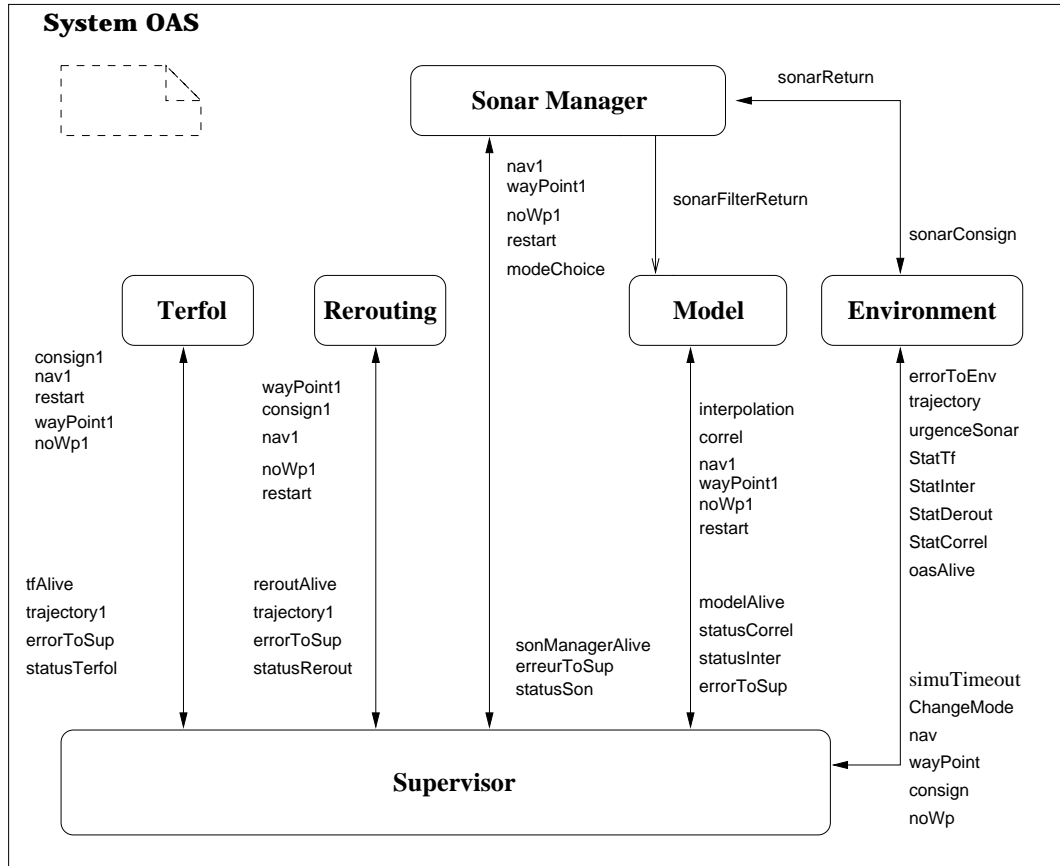 System OAS
Sonar Manager
sonarReturn
nav1
wayPoint1
noWp1
restart
modeChoice
sonarFilterReturn
sonarConsign
Terfol
Rerouting
Model
Environment
consign1
nav1
restart
wayPoint1
noWp1
wayPoint1
consign1
nav1
noWp1
restart
interpolation
correl
nav1
wayPoint1
noWp1
restart
errorToEnv
trajectory
urgenceSonar
StatTf
StatInter
StatDerout
StatCorrel
oasAlive
tfAlive
trajectory1
errorToSup
statusTerfol
reroutAlive
trajectory1
errorToSup
statusRerout
sonManagerAlive
erreurToSup
statusSon
modelAlive
statusCorrel
statusInter
errorToSup
simuTimeout
ChangeMode
nav
wayPoint
consign
noWp
Supervisor